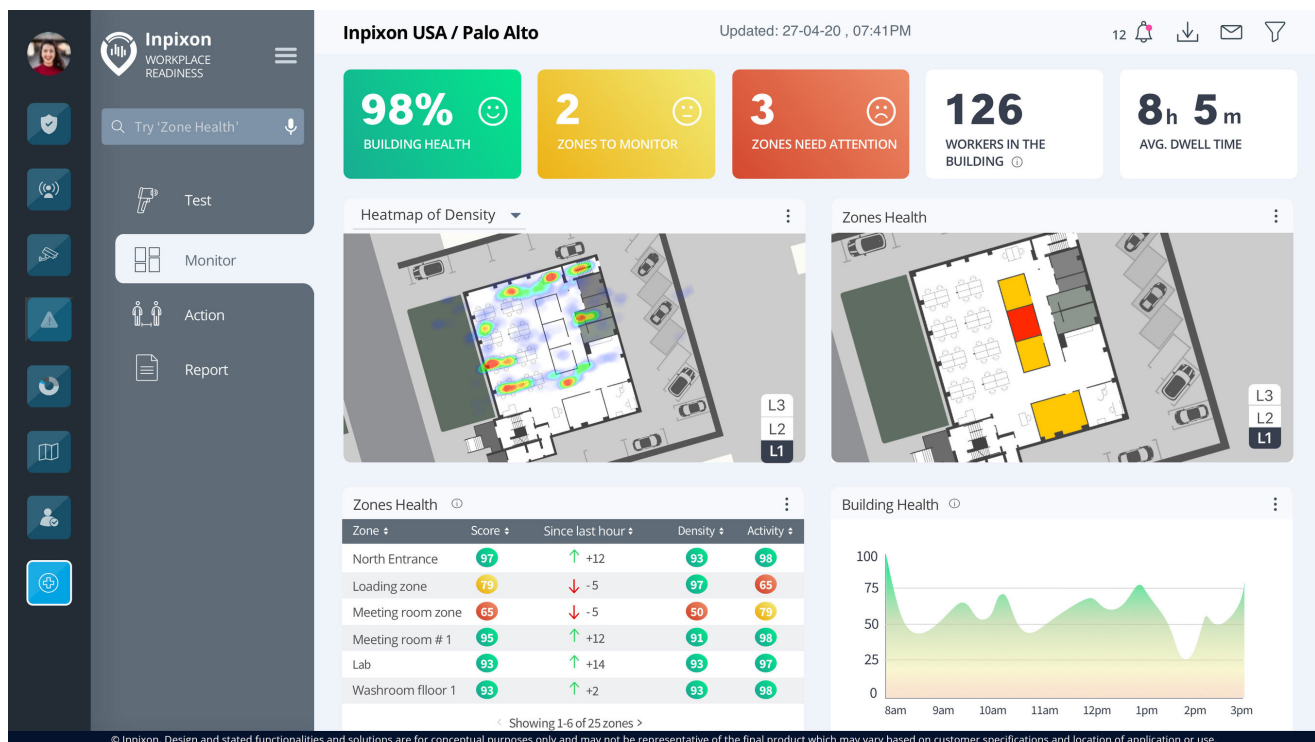 Inpixon
WORKPLACE
READINESS
Try 'Zone Health'
Test
Monitor
Action
Report
Inpixon USA / Palo Alto
Updated: 27-04-20 , 07:41PM
12
98%
BUILDING HEALTH
2
ZONES TO MONITOR
3
ZONES NEED ATTENTION
126
WORKERS IN THE
BUILDING
8h 5m
AVG. DWELL TIME
Heatmap of Density
L3
L2
L1
Zones Health
L3
L2
L1
Zones Health
Zone Score Since last hour Density Activity
North Entrance 97 +12 93 98
Loading zone 79 - 5 97 65
Meeting room zone 65 - 5 50 79
Meeting room # 1 95 +12 91 98
Lab 93 +14 93 97
Washroom flloor 1 93 +2 93 98
< Showing 1-6 of 25 zones >
Building Health
100
75
50
25
0
8am 9am 10am 11am 12pm 1pm 2pm 3pm
© Inpixon. Design and stated functionalities and solutions are for conceptual purposes only and may not be representative of the final product which may vary based on customer specifications and location of application or use.